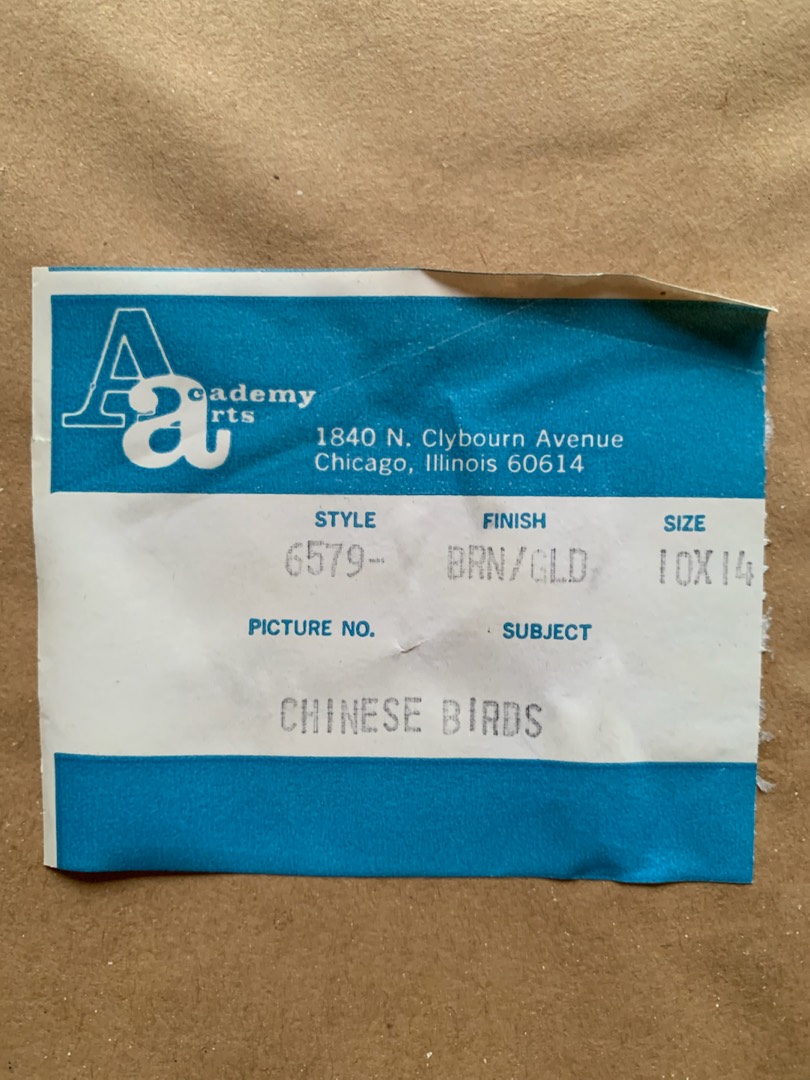 Academy
arts
1840 N. Clybourn Avenue
Chicago, Illinois 60614
STYLE FINISH SIZE
6579- BRN/GLD 10X14
PICTURE NO. SUBJECT
CHINESE BIRDS